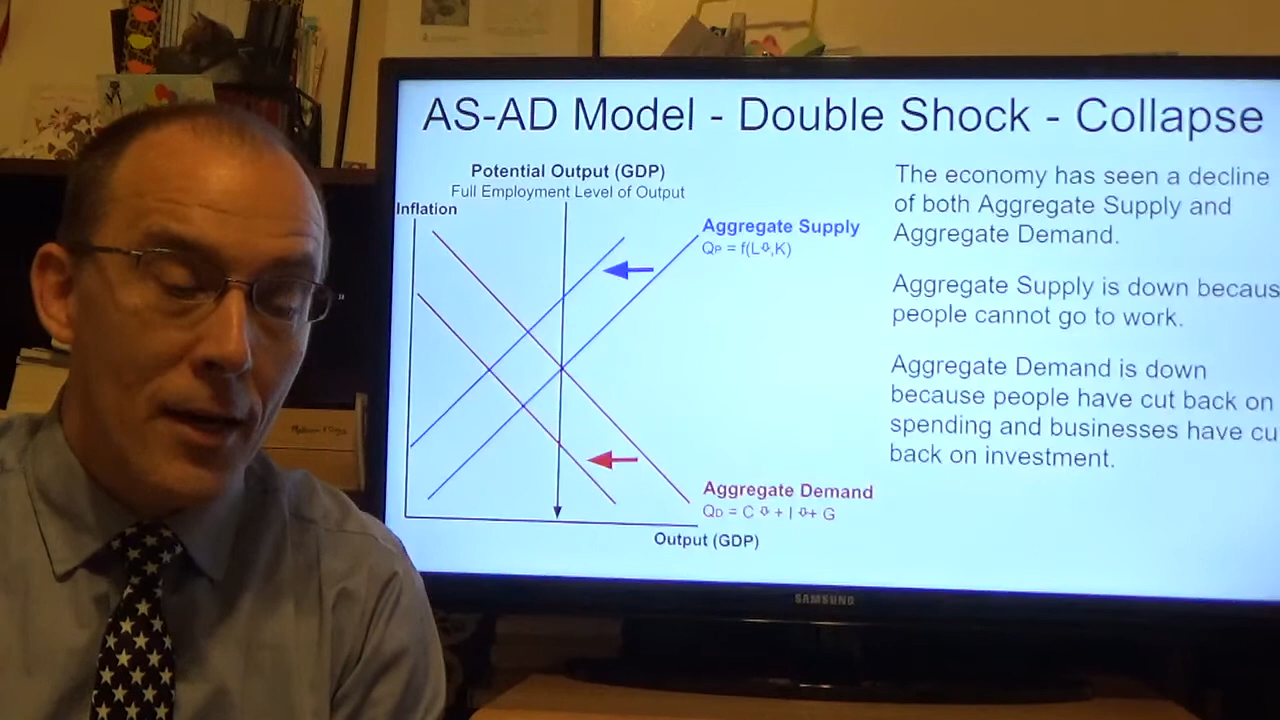 AS-AD Model - Double Shock - Collapse
Potential Output (GDP)
Full Employment Level of Output
Inflation
Aggregate Supply
QP = f(L⇩,K)
Aggregate Demand
QD = C ⇩ + I ⇩+ G
Output (GDP)
The economy has seen a decline
of both Aggregate Supply and
Aggregate Demand.
Aggregate Supply is down becaus
people cannot go to work.
Aggregate Demand is down
because people have cut back on
spending and businesses have cu
back on investment.
SAMSUNG